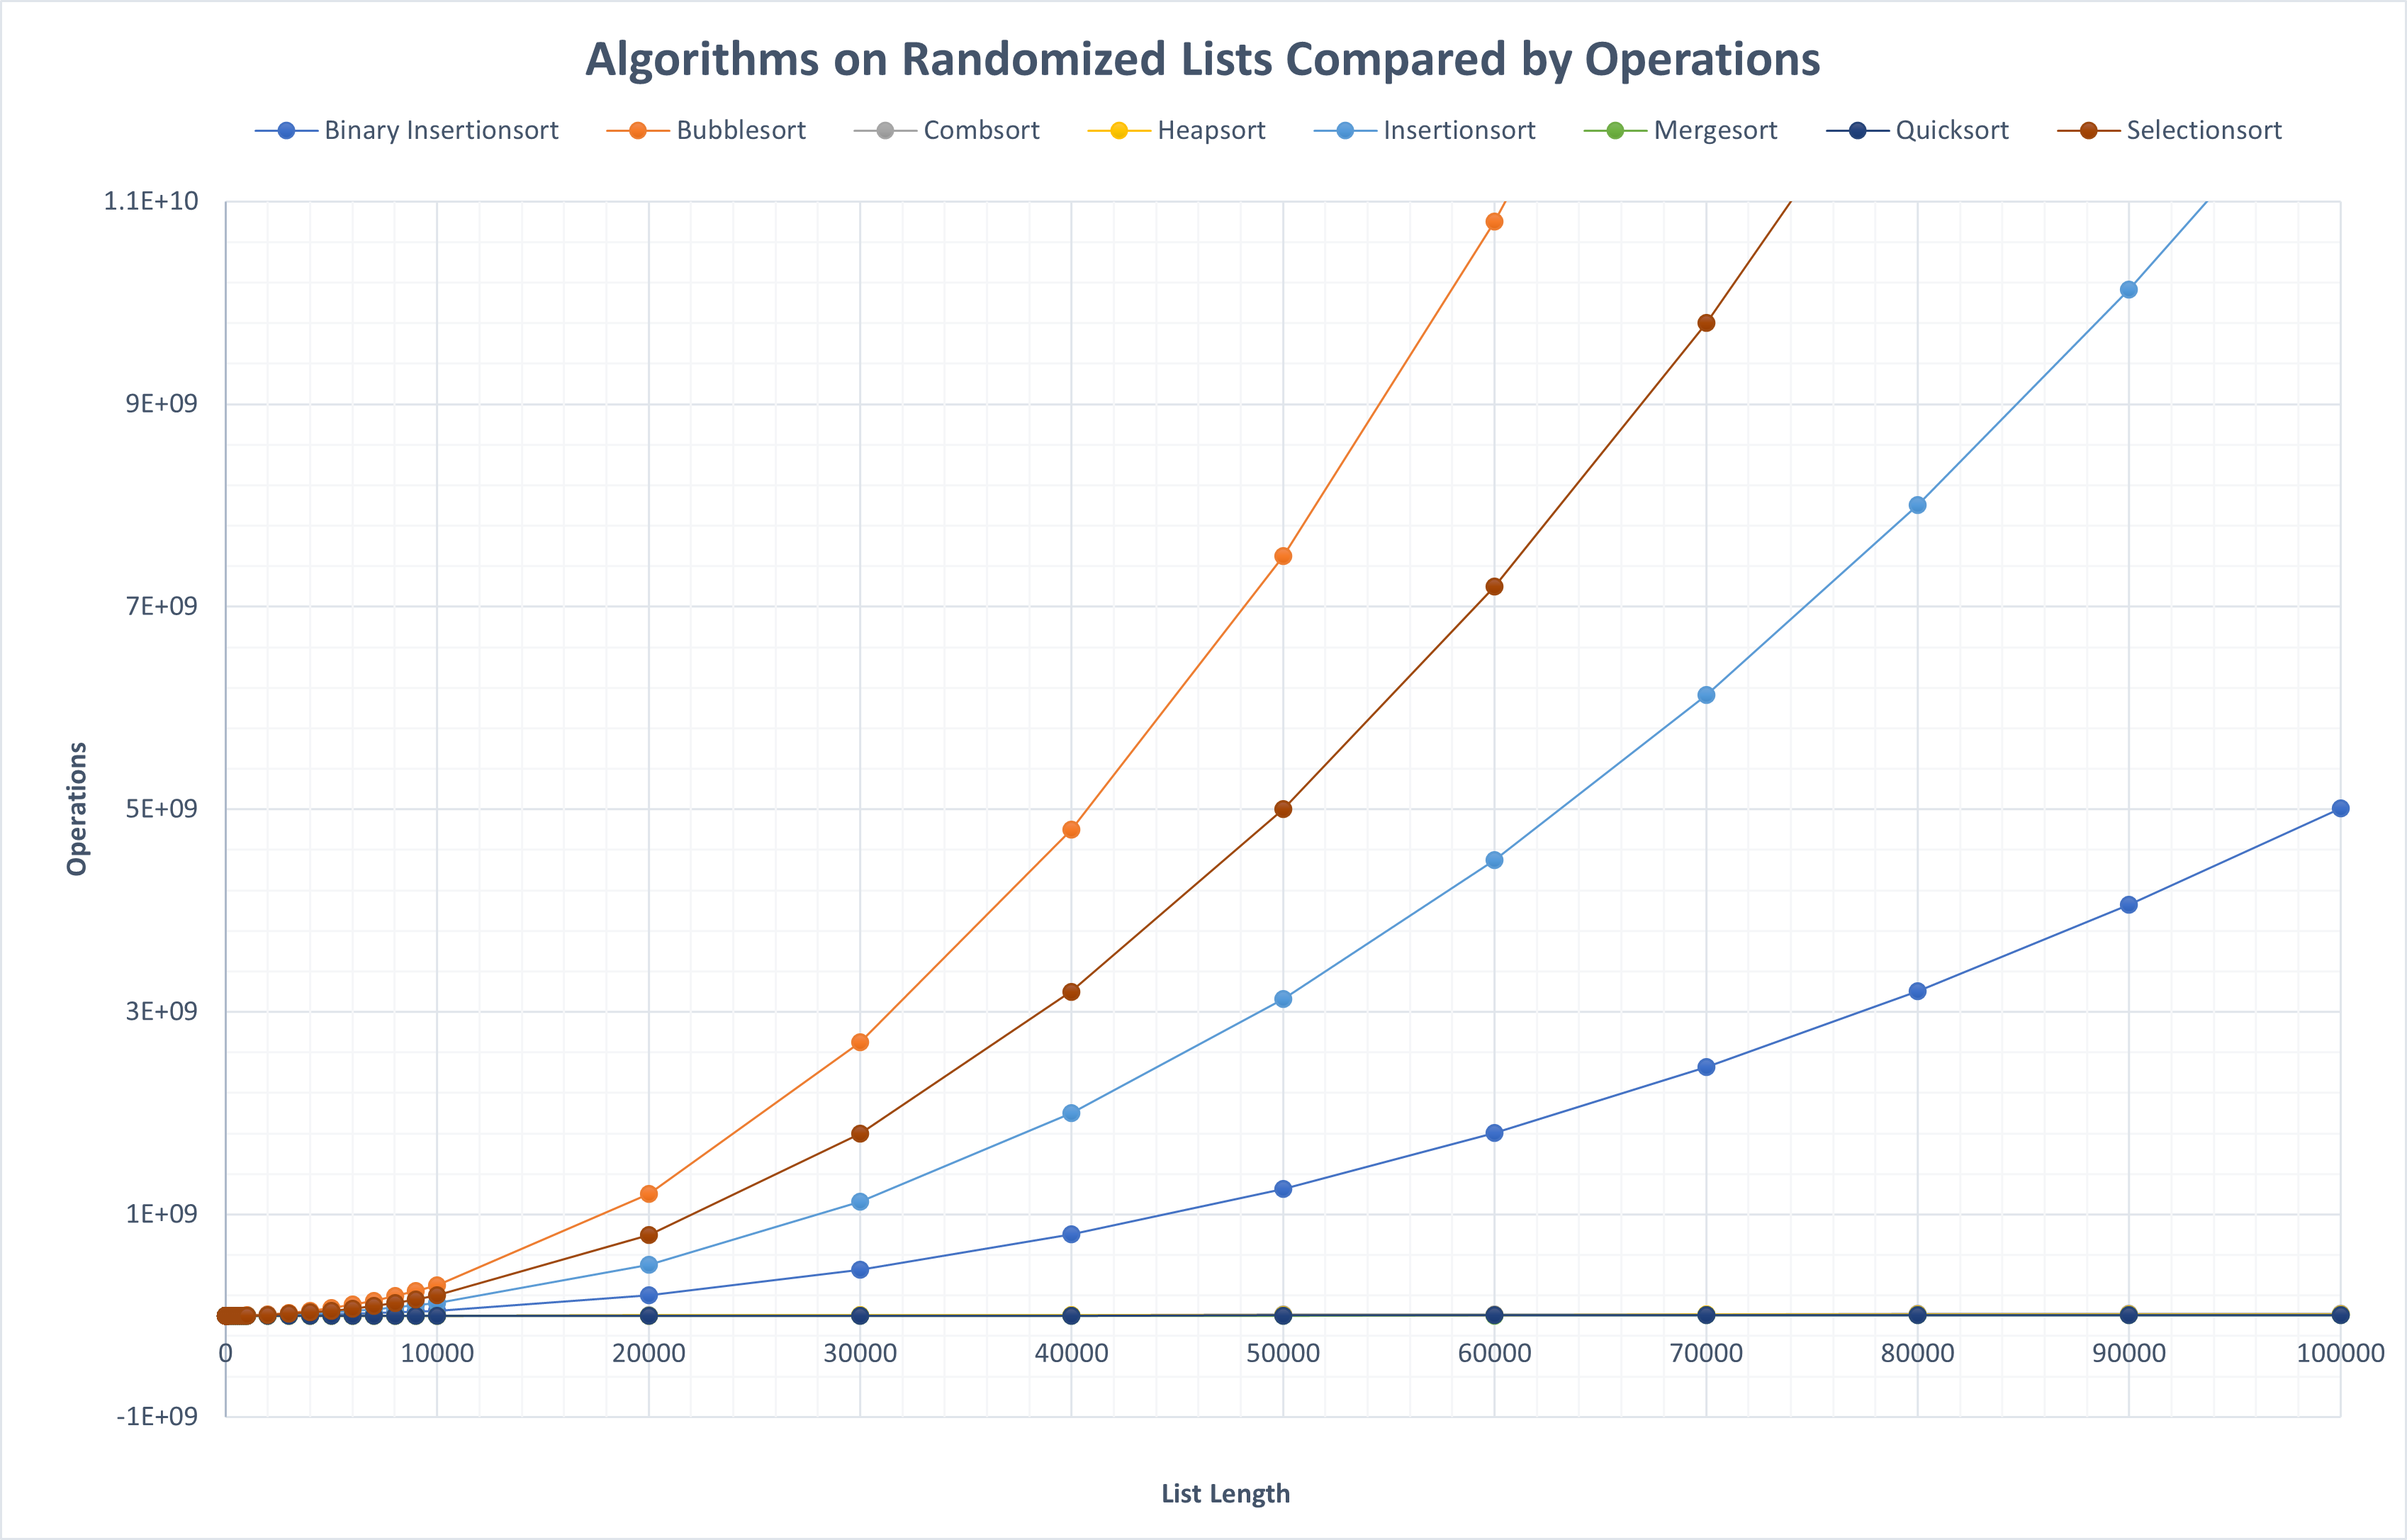 Algorithms on Randomized Lists Compared by Operations
Binary Insertionsort Bubblesort Combsort Heapsort Insertionsort Mergesort Quicksort Selectionsort
1.1E+10
9E+09
7E+09
5E+09
3E+09
1E+09
-1E+09
Operations
0 10000 20000 30000 40000 50000 60000 70000 80000 90000 100000
List Length